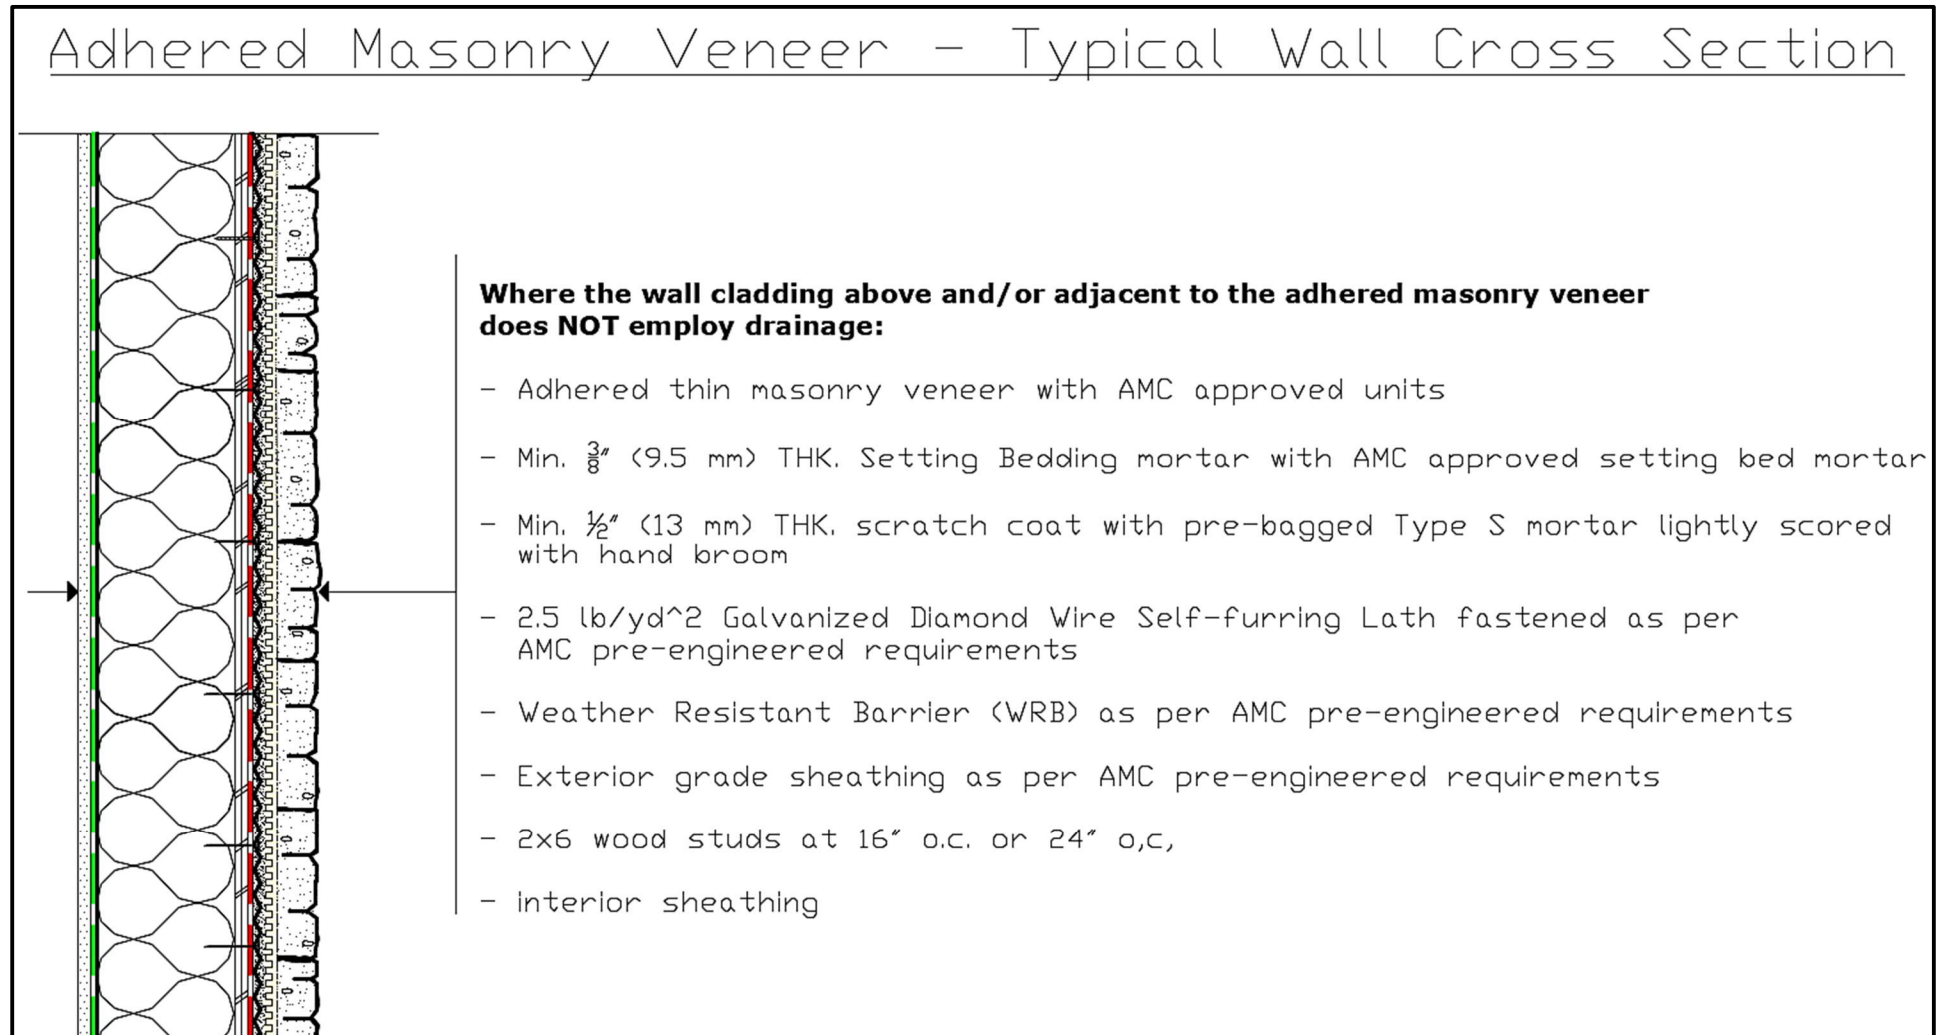 Adhered Masonry Veneer - Typical Wall Cross Section
Where the wall cladding above and/or adjacent to the adhered masonry veneer
does NOT employ drainage:
- Adhered thin masonry veneer with AMC approved units
- Min. ⅜" (9.5 mm) THK. Setting Bedding mortar with AMC approved setting bed mortar
- Min. ½" (13 mm) THK. scratch coat with pre-bagged Type S mortar lightly scored
with hand broom
- 2.5 lb/yd^2 Galvanized Diamond Wire Self-furring Lath fastened as per
AMC pre-engineered requirements
- Weather Resistant Barrier (WRB) as per AMC pre-engineered requirements
- Exterior grade sheathing as per AMC pre-engineered requirements
- 2x6 wood studs at 16" o.c. or 24" o,c,
- interior sheathing